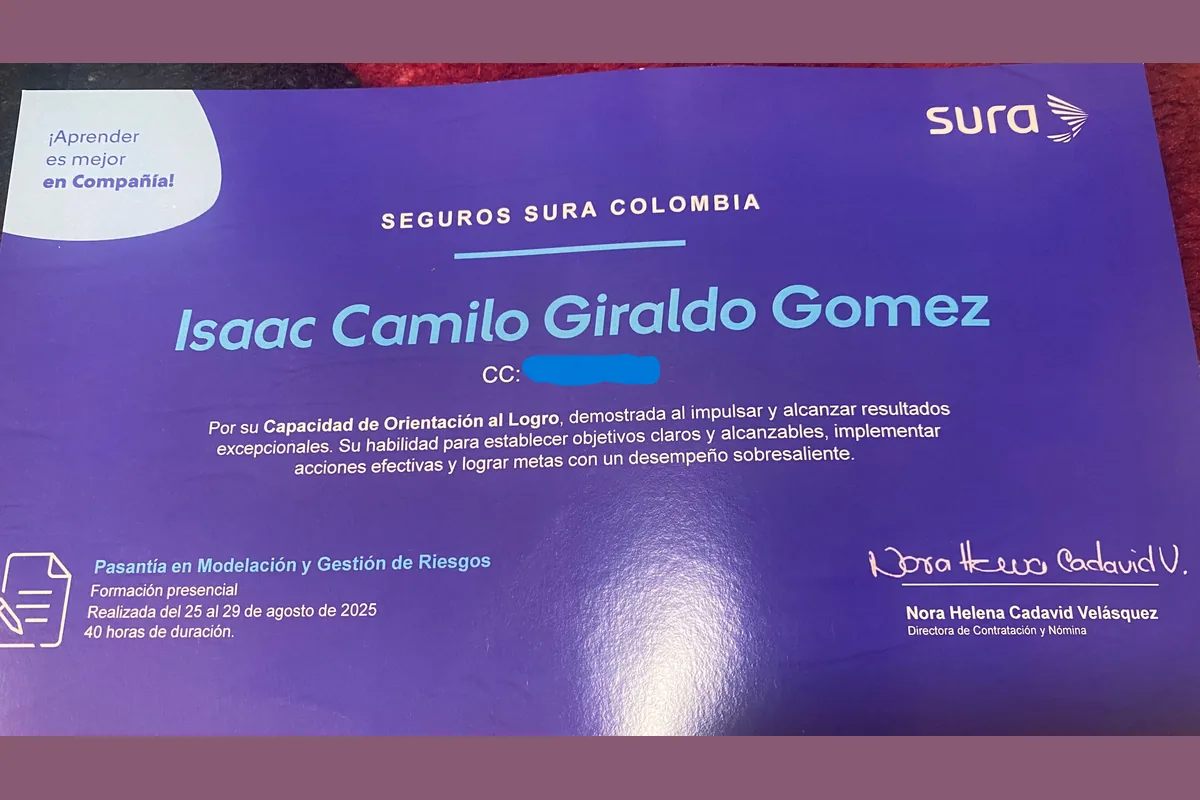 ¡Aprender
es mejor
en Compañía!
sura
SEGUROS SURA COLOMBIA
Isaac Camilo Giraldo Gomez
CC:
Por su Capacidad de Orientación al Logro, demostrada al impulsar y alcanzar resultados
excepcionales. Su habilidad para establecer objetivos claros y alcanzables, implementar
acciones efectivas y lograr metas con un desempeño sobresaliente.
Pasantía en Modelación y Gestión de Riesgos
Formación presencial
Realizada del 25 al 29 de agosto de 2025
40 horas de duración.
Nora Helena Cadavid V.
Nora Helena Cadavid Velásquez
Directora de Contratación y Nómina